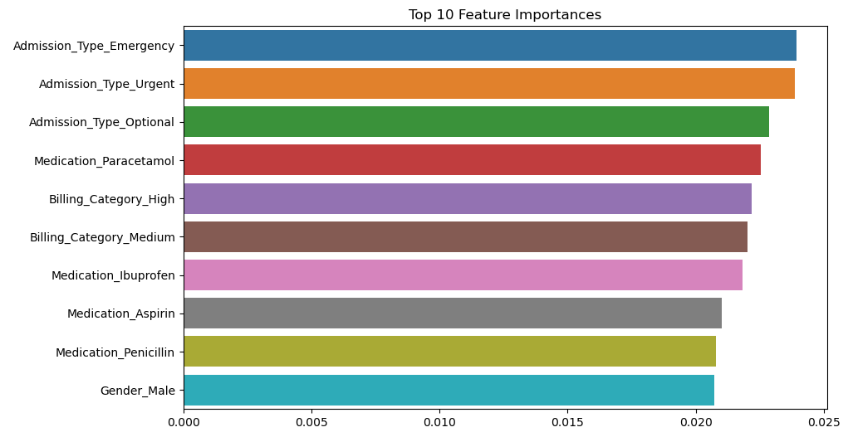 Top 10 Feature Importances
Admission_Type_Emergency
Admission_Type_Urgent
Admission_Type_Optional
Medication_Paracetamol
Billing_Category_High
Billing_Category_Medium
Medication_Ibuprofen
Medication_Aspirin
Medication_Penicillin
Gender_Male
0.000 0.005 0.010 0.015 0.020 0.025